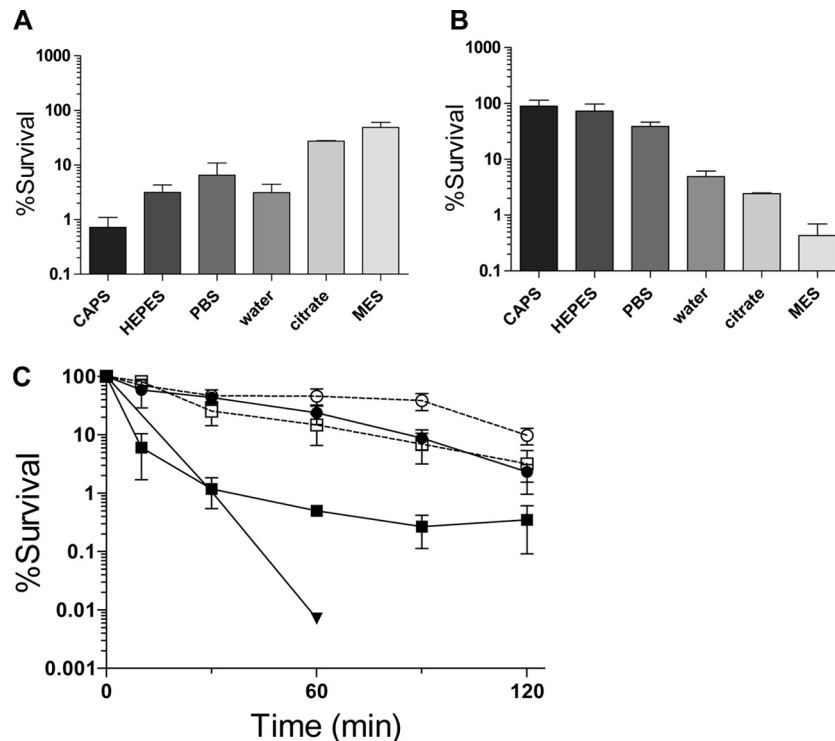 A
%Survival
1000
100
10
1
0.1
CAPS
HEPES
PBS
water
citrate
MES
B
%Survival
1000
100
10
1
0.1
CAPS
HEPES
PBS
water
citrate
MES
C
%Survival
100
10
1
0.1
0.01
0.001
0
60
120
Time (min)